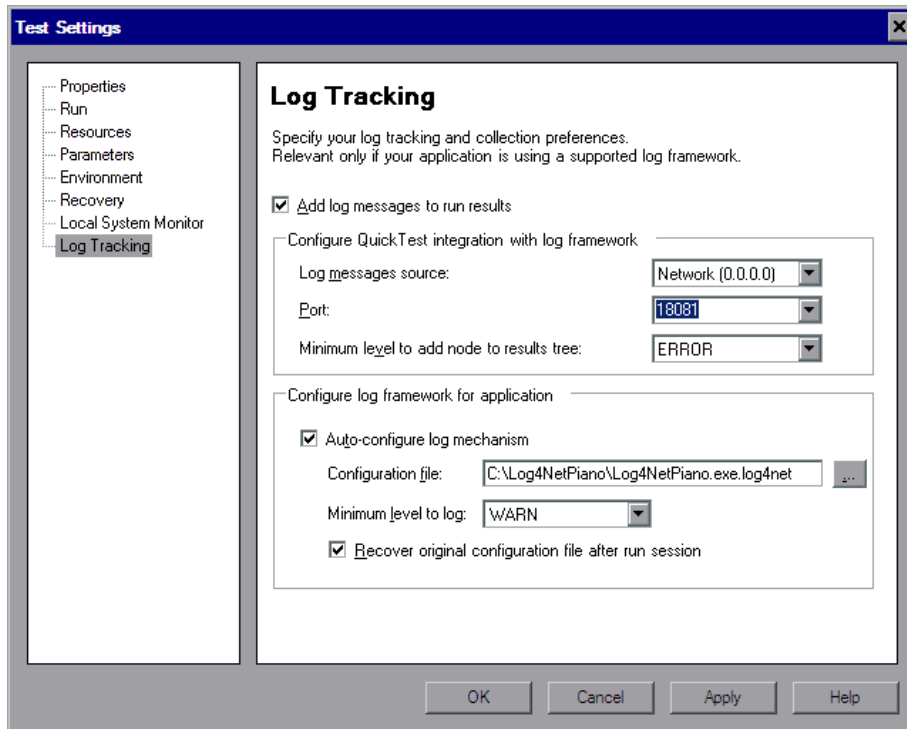 Test Settings
Properties
Run
Resources
Parameters
Environment
Recovery
Local System Monitor
Log Tracking
Log Tracking
Specify your log tracking and collection preferences.
Relevant only if your application is using a supported log framework.
Add log messages to run results
Configure QuickTest integration with log framework
Log messages source: Network (0.0.0.0)
Port: 18081
Minimum level to add node to results tree: ERROR
Configure log framework for application
Auto-configure log mechanism
Configuration file: C:\Log4NetPiano\Log4NetPiano.exe.log4net ...
Minimum level to log: WARN
Recover original configuration file after run session
OK Cancel Apply Help